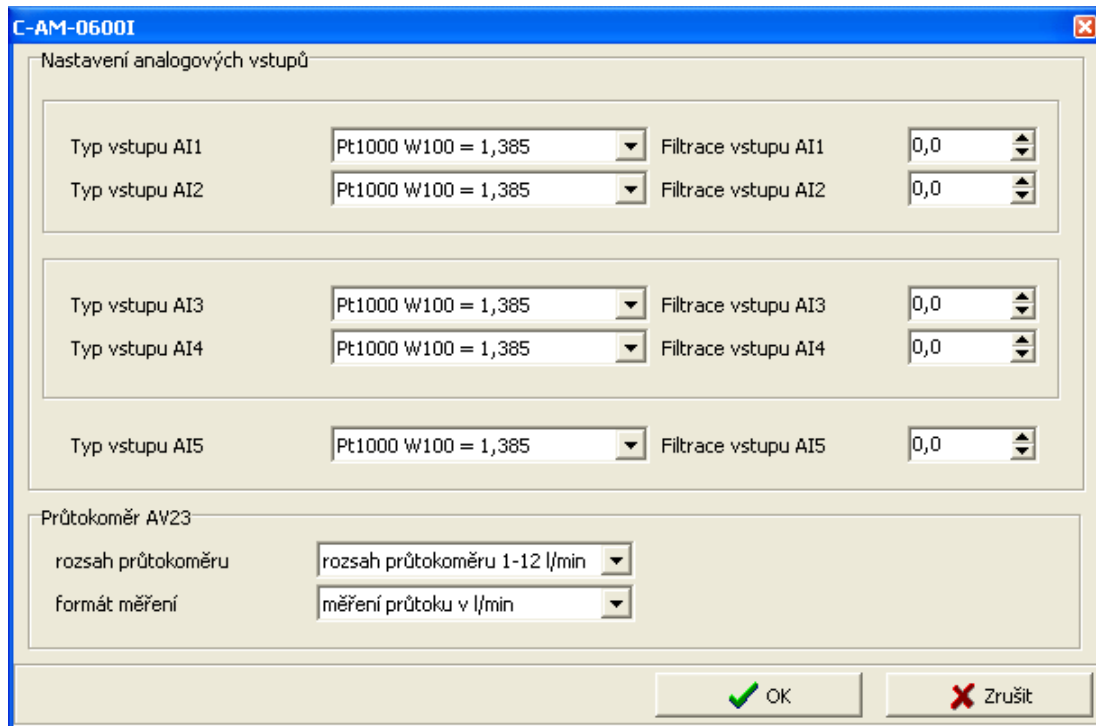 C-AM-0600I
Nastavení analogových vstupů
Typ vstupu AI1 Pt1000 W100 = 1,385 Filtrace vstupu AI1 0,0
Typ vstupu AI2 Pt1000 W100 = 1,385 Filtrace vstupu AI2 0,0
Typ vstupu AI3 Pt1000 W100 = 1,385 Filtrace vstupu AI3 0,0
Typ vstupu AI4 Pt1000 W100 = 1,385 Filtrace vstupu AI4 0,0
Typ vstupu AI5 Pt1000 W100 = 1,385 Filtrace vstupu AI5 0,0
Průtokoměr AV23
rozsah průtokoměru rozsah průtokoměru 1-12 l/min
formát měření měření průtoku v l/min
OK Zrušit